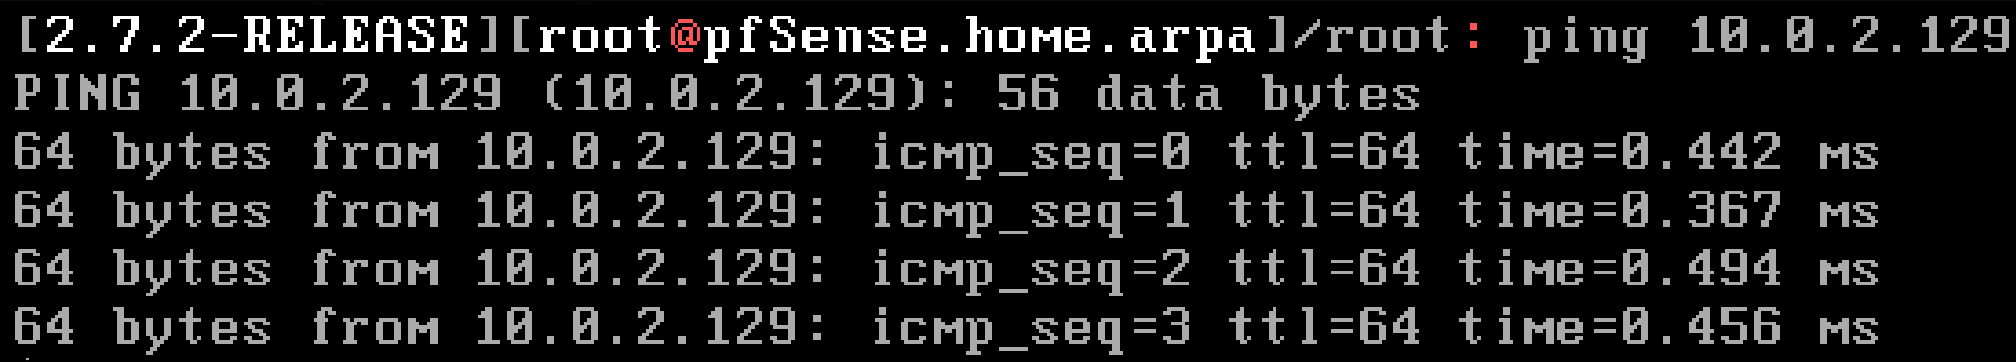 [2.7.2-RELEASE][root@pfSense.home.arpa]/root: ping 10.0.2.129
PING 10.0.2.129 (10.0.2.129): 56 data bytes
64 bytes from 10.0.2.129: icmp_seq=0 ttl=64 time=0.442 ms
64 bytes from 10.0.2.129: icmp_seq=1 ttl=64 time=0.367 ms
64 bytes from 10.0.2.129: icmp_seq=2 ttl=64 time=0.494 ms
64 bytes from 10.0.2.129: icmp_seq=3 ttl=64 time=0.456 ms